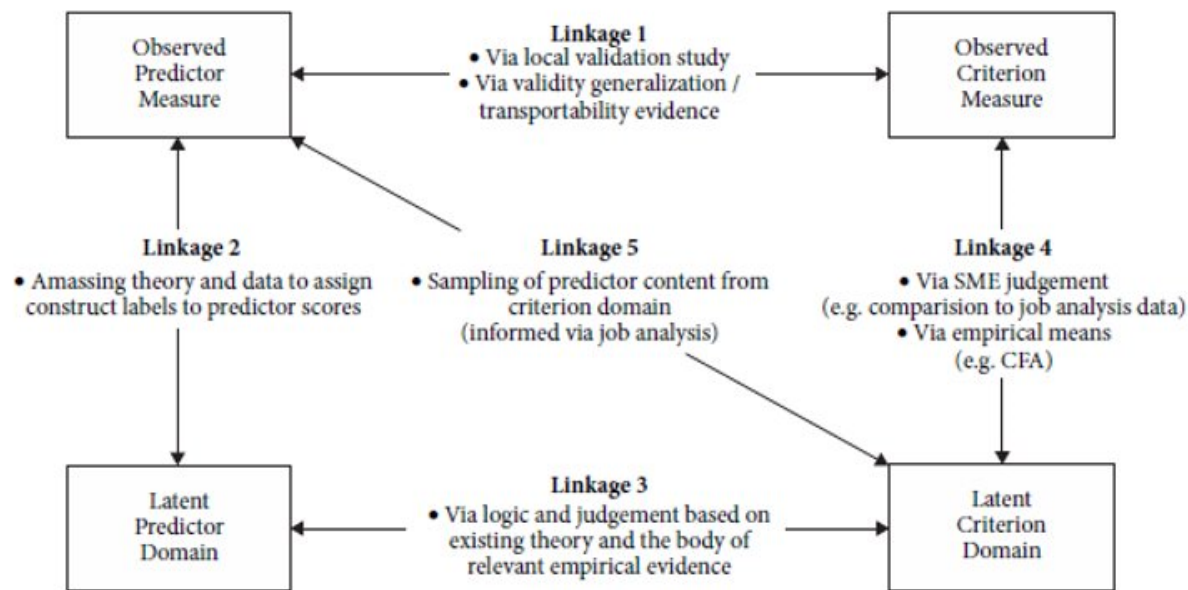 Observed
Predictor
Measure
Linkage 1
• Via local validation study
• Via validity generalization /
transportability evidence
Observed
Criterion
Measure
Linkage 2
• Amassing theory and data to assign
construct labels to predictor scores
Linkage 5
• Sampling of predictor content from
criterion domain
(informed via job analysis)
Linkage 4
• Via SME judgement
(e.g. comparision to job analysis data)
• Via empirical means
(e.g. CFA)
Latent
Predictor
Domain
Linkage 3
• Via logic and judgement based on
existing theory and the body of
relevant empirical evidence
Latent
Criterion
Domain